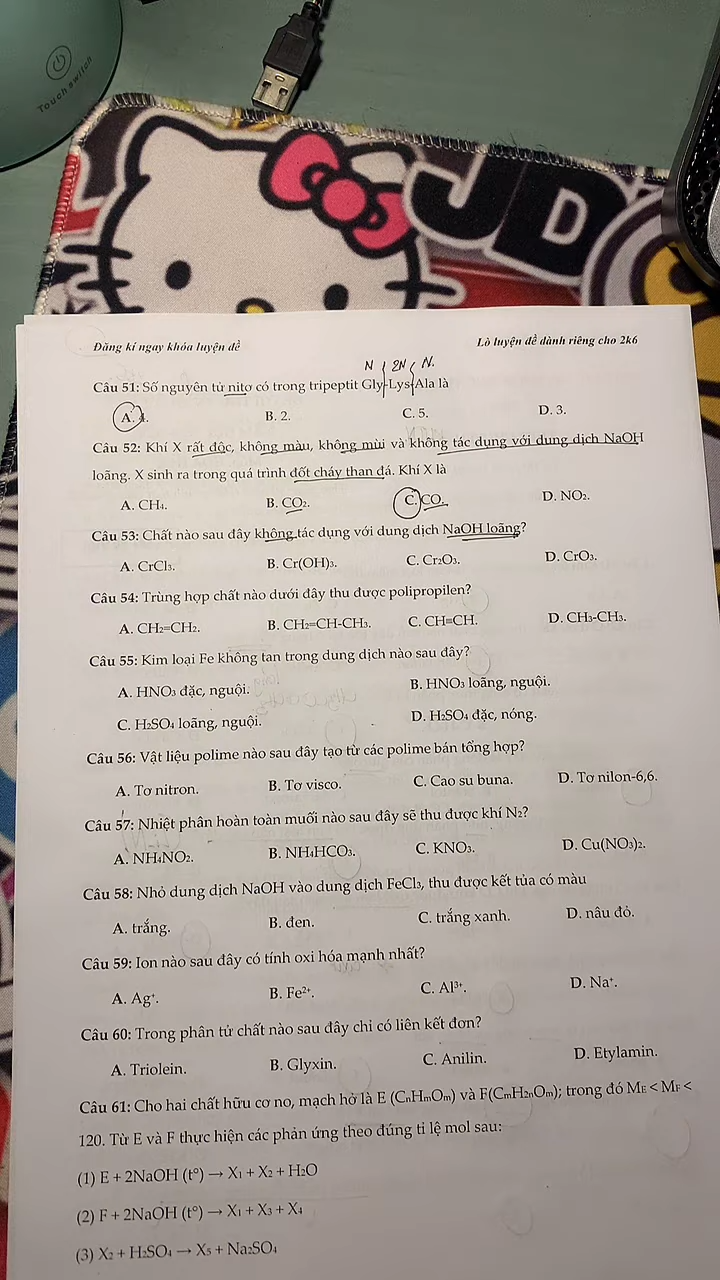 Touch switch
JD
Đăng kí ngay khóa luyện đề
Lò luyện đề dành riêng cho 2k6
N 2N N.
Câu 51: Số nguyên tử nitơ có trong tripeptit Gly-Lys-Ala là
A. 4. B. 2. C. 5. D. 3.
Câu 52: Khí X rất độc, không màu, không mùi và không tác dụng với dung dịch NaOH
loãng. X sinh ra trong quá trình đốt cháy than đá. Khí X là
A. CH₄. B. CO₂. C. CO. D. NO₂.
Câu 53: Chất nào sau đây không tác dụng với dung dịch NaOH loãng?
A. CrCl₃. B. Cr(OH)₃. C. Cr₂O₃. D. CrO₃.
Câu 54: Trùng hợp chất nào dưới đây thu được polipropilen?
A. CH₂=CH₂. B. CH₂=CH-CH₃. C. CH≡CH. D. CH₃-CH₃.
Câu 55: Kim loại Fe không tan trong dung dịch nào sau đây?
A. HNO₃ đặc, nguội. B. HNO₃ loãng, nguội.
C. H₂SO₄ loãng, nguội. D. H₂SO₄ đặc, nóng.
Câu 56: Vật liệu polime nào sau đây tạo từ các polime bán tổng hợp?
A. Tơ nitron. B. Tơ visco. C. Cao su buna. D. Tơ nilon-6,6.
Câu 57: Nhiệt phân hoàn toàn muối nào sau đây sẽ thu được khí N₂?
A. NH₄NO₂. B. NH₄HCO₃. C. KNO₃. D. Cu(NO₃)₂.
Câu 58: Nhỏ dung dịch NaOH vào dung dịch FeCl₃, thu được kết tủa có màu
A. trắng. B. đen. C. trắng xanh. D. nâu đỏ.
Câu 59: Ion nào sau đây có tính oxi hóa mạnh nhất?
A. Ag⁺. B. Fe²⁺. C. Al³⁺. D. Na⁺.
Câu 60: Trong phân tử chất nào sau đây chỉ có liên kết đơn?
A. Triolein. B. Glyxin. C. Anilin. D. Etylamin.
Câu 61: Cho hai chất hữu cơ no, mạch hở là E (CₙHₘOₘ) và F(CₘH₂ₙOₘ); trong đó Mᴇ < Mꜰ <
120. Từ E và F thực hiện các phản ứng theo đúng tỉ lệ mol sau:
(1) E + 2NaOH (t°) → X₁ + X₂ + H₂O
(2) F + 2NaOH (t°) → X₁ + X₃ + X₄
(3) X₂ + H₂SO₄ → X₅ + Na₂SO₄